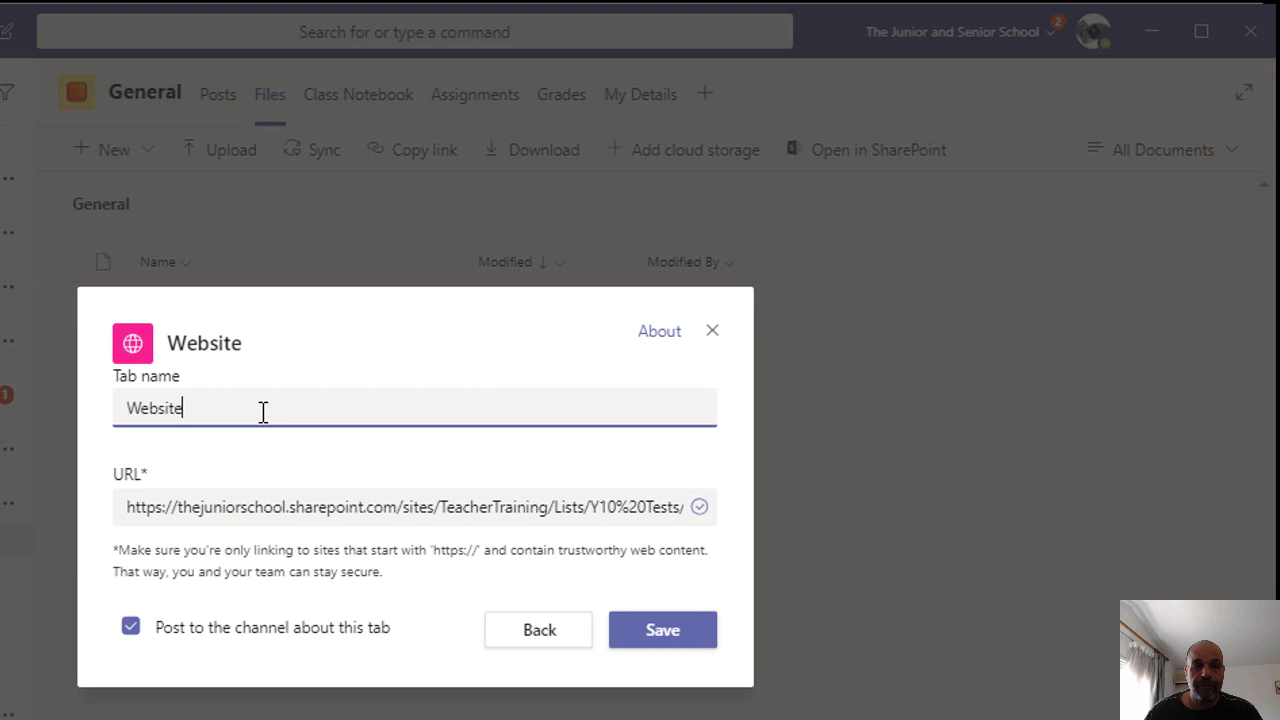 Search for or type a command
The Junior and Senior School
2
General Posts Files Class Notebook Assignments Grades My Details
New Upload Sync Copy link Download Add cloud storage Open in SharePoint All Documents
General
Name Modified Modified By
Website
About
Tab name
Website
URL*
https://thejuniorschool.sharepoint.com/sites/TeacherTraining/Lists/Y10%20Tests/
*Make sure you're only linking to sites that start with 'https://' and contain trustworthy web content.
That way, you and your team can stay secure.
Post to the channel about this tab
Back
Save
1